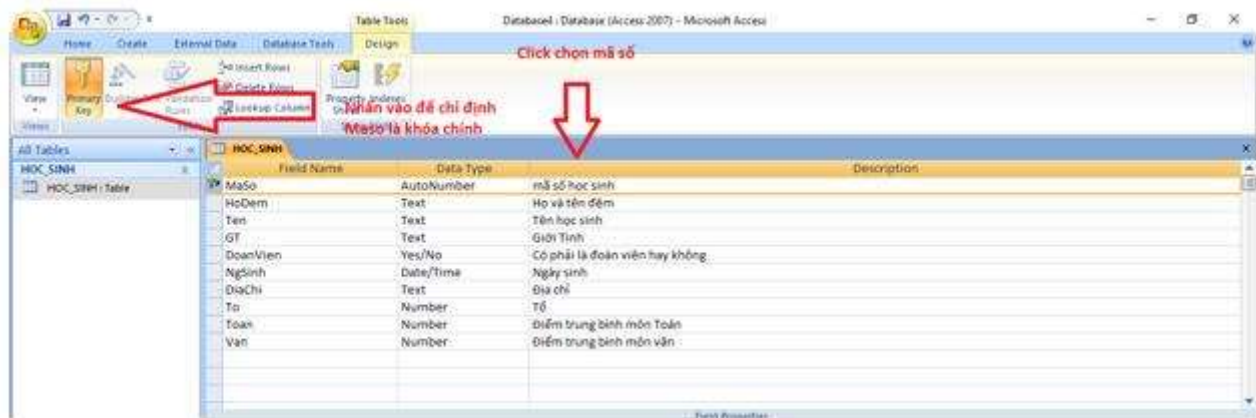 Table Tools
Database4 : Database (Access 2007) - Microsoft Access
Home Create External Data Database Tools Design
Click chọn mã số
Insert Rows
Delete Rows
View
Primary Key
Lookup Column
Nhấn vào để chỉ định
Views
Maso là khóa chính
All Tables
HOC_SINH
HOC_SINH
HOC_SINH : Table
Field Name Data Type Description
MaSo AutoNumber mã số học sinh
HoDem Text Họ và tên đệm
Ten Text Tên học sinh
GT Text Giới Tính
DoanVien Yes/No Có phải là đoàn viên hay không
NgSinh Date/Time Ngày sinh
DiaChi Text Địa chỉ
To Number Tổ
Toan Number Điểm trung bình môn Toán
Van Number Điểm trung bình môn văn
Field Properties